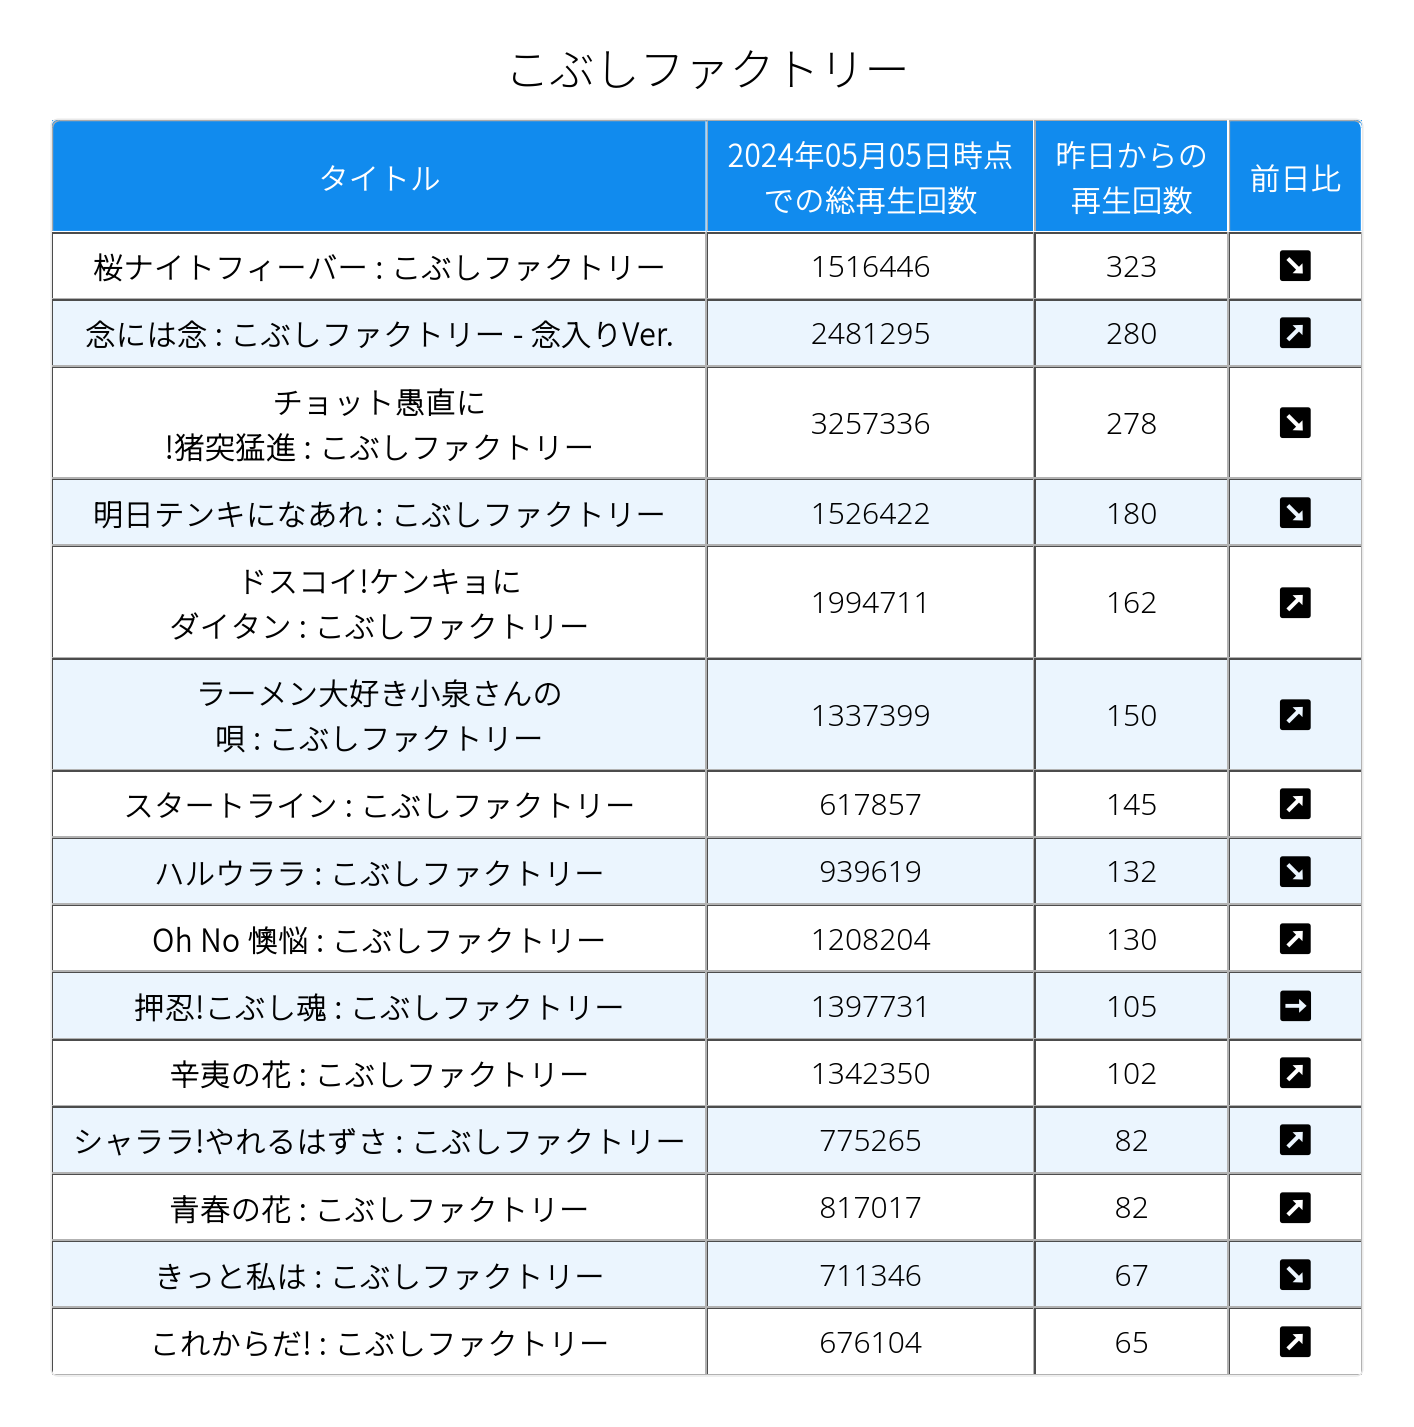 こぶしファクトリー
タイトル
2024年05月05日時点
での総再生回数
昨日からの
再生回数
前日比
桜ナイトフィーバー : こぶしファクトリー 1516446 323 ↘
念には念 : こぶしファクトリー - 念入りVer. 2481295 280 ↗
チョット愚直に
!猪突猛進 : こぶしファクトリー 3257336 278 ↘
明日テンキになあれ : こぶしファクトリー 1526422 180 ↘
ドスコイ!ケンキョに
ダイタン : こぶしファクトリー 1994711 162 ↗
ラーメン大好き小泉さんの
唄 : こぶしファクトリー 1337399 150 ↗
スタートライン : こぶしファクトリー 617857 145 ↗
ハルウララ : こぶしファクトリー 939619 132 ↘
Oh No 懊悩 : こぶしファクトリー 1208204 130 ↗
押忍!こぶし魂 : こぶしファクトリー 1397731 105 →
辛夷の花 : こぶしファクトリー 1342350 102 ↗
シャララ!やれるはずさ : こぶしファクトリー 775265 82 ↗
青春の花 : こぶしファクトリー 817017 82 ↗
きっと私は : こぶしファクトリー 711346 67 ↘
これからだ! : こぶしファクトリー 676104 65 ↗